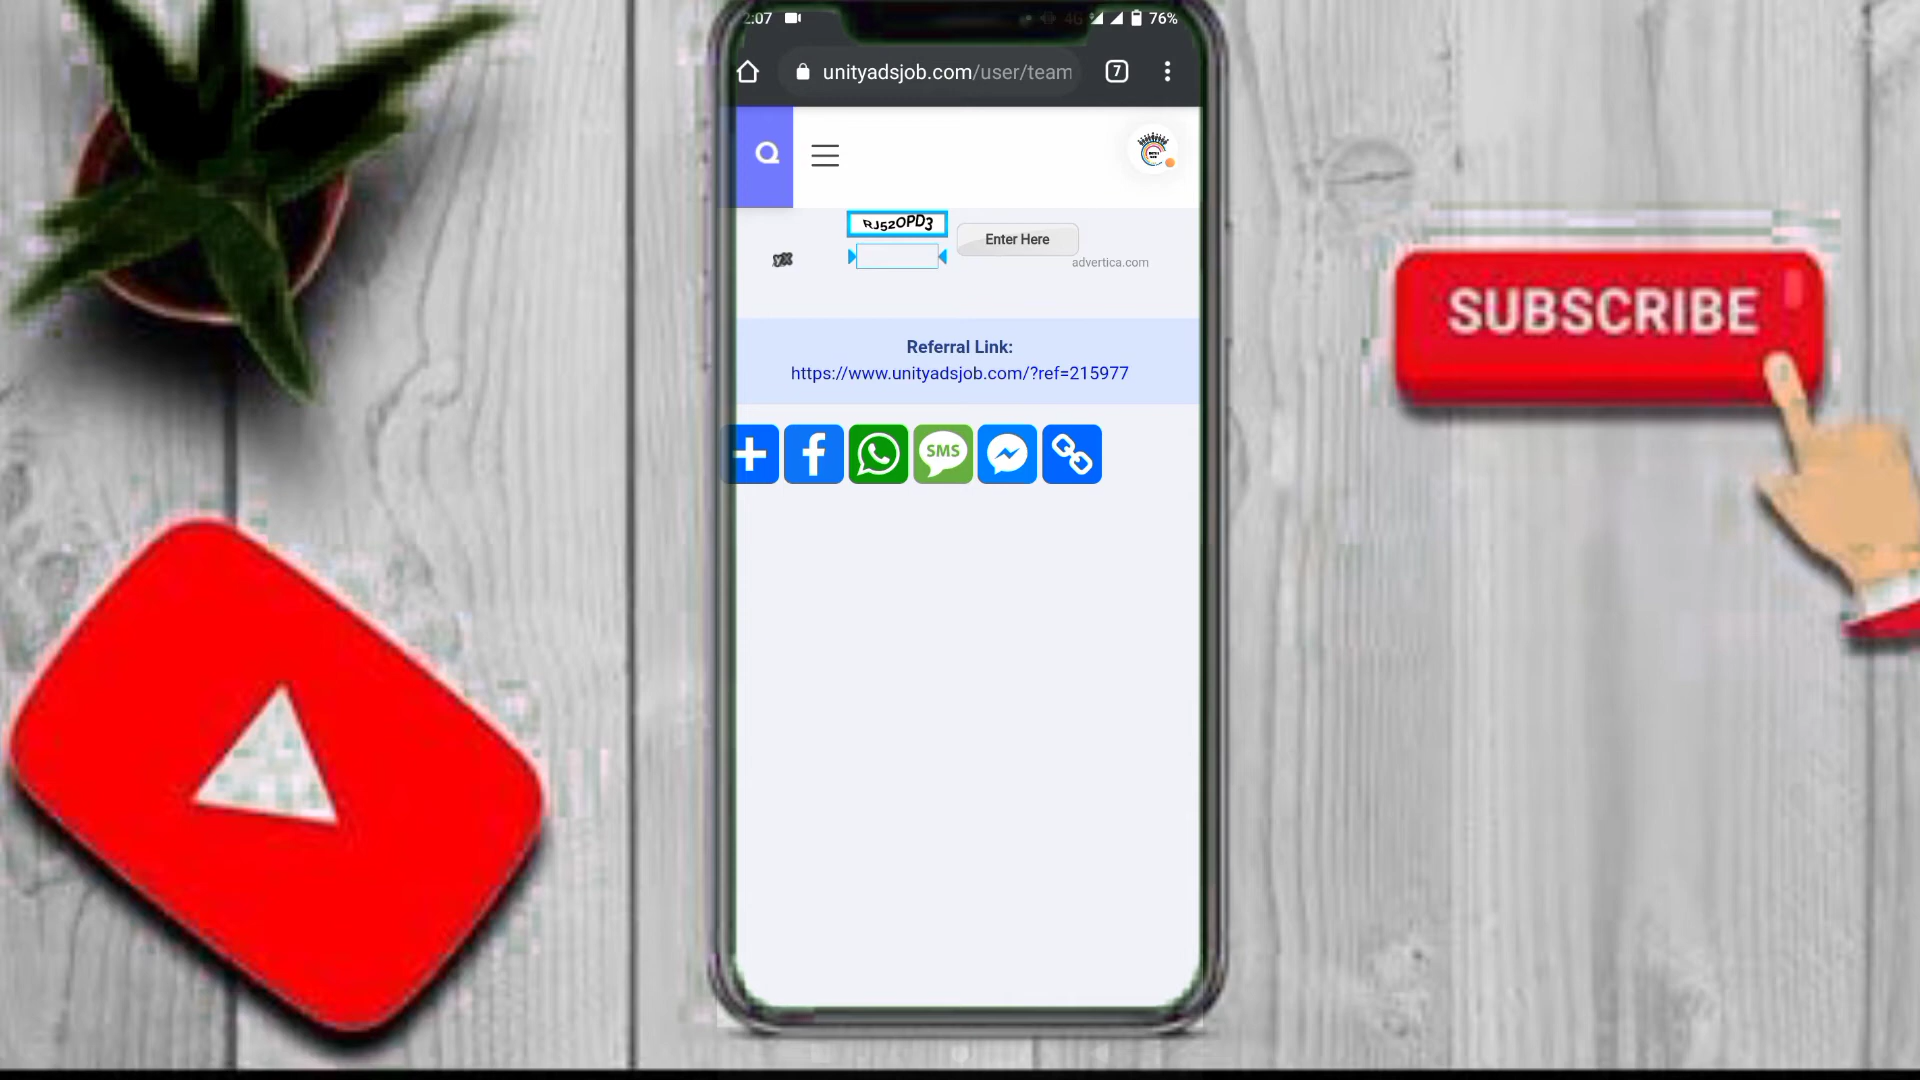 :07 4G 76%
unityadsjob.com/user/team 7
RJ52OPD3
Enter Here
advertica.com
Referral Link:
https://www.unityadsjob.com/?ref=215977
SMS
SUBSCRIBE